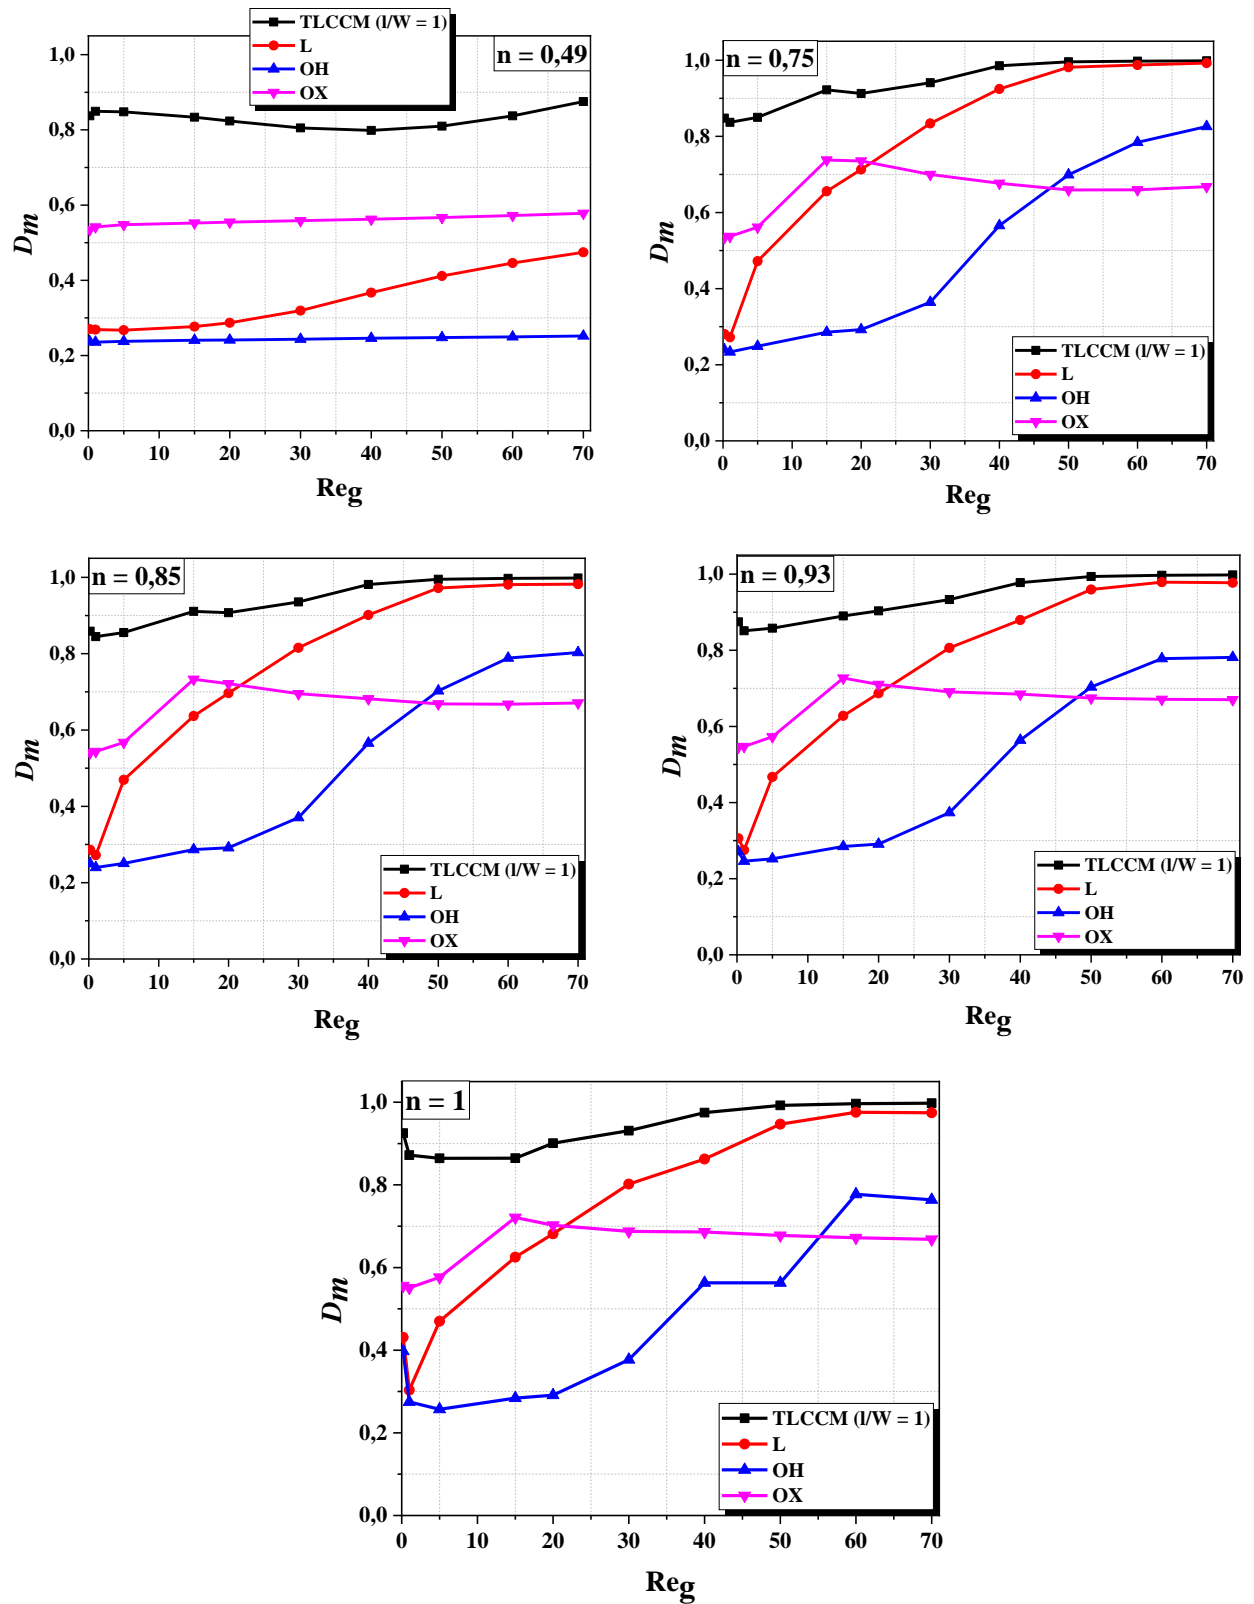 TLCCM (l/W = 1)
L
OH
OX
n = 0,49
1,0
0,8
0,6
0,4
0,2
0,0
Dm
0 10 20 30 40 50 60 70
Reg
n = 0,75
1,0
0,8
0,6
0,4
0,2
0,0
Dm
TLCCM (l/W = 1)
L
OH
OX
0 10 20 30 40 50 60 70
Reg
n = 0,85
1,0
0,8
0,6
0,4
0,2
0,0
Dm
TLCCM (l/W = 1)
L
OH
OX
0 10 20 30 40 50 60 70
Reg
n = 0,93
1,0
0,8
0,6
0,4
0,2
0,0
Dm
TLCCM (l/W = 1)
L
OH
OX
0 10 20 30 40 50 60 70
Reg
n = 1
1,0
0,8
0,6
0,4
0,2
0,0
Dm
TLCCM (l/W = 1)
L
OH
OX
0 10 20 30 40 50 60 70
Reg